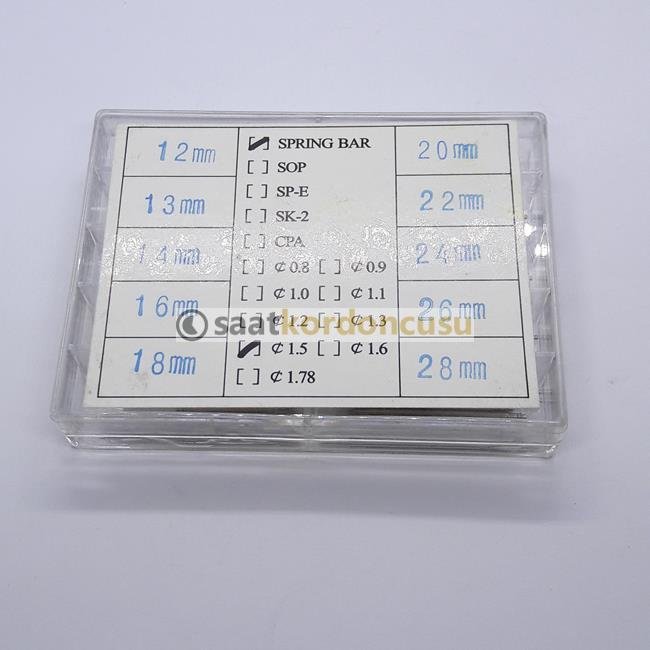 12mm
13mm
14mm
16mm
18mm
[✓] SPRING BAR
[ ] SOP
[ ] SP-E
[ ] SK-2
[ ] CPA
[ ] ¢ 0.8 [ ] ¢ 0.9
[ ] ¢ 1.0 [ ] ¢ 1.1
[ ] ¢ 1.2 [ ] ¢ 1.3
[✓] ¢ 1.5 [ ] ¢ 1.6
[ ] ¢ 1.78
20mm
22mm
24mm
26mm
28mm
saatkordoncusu